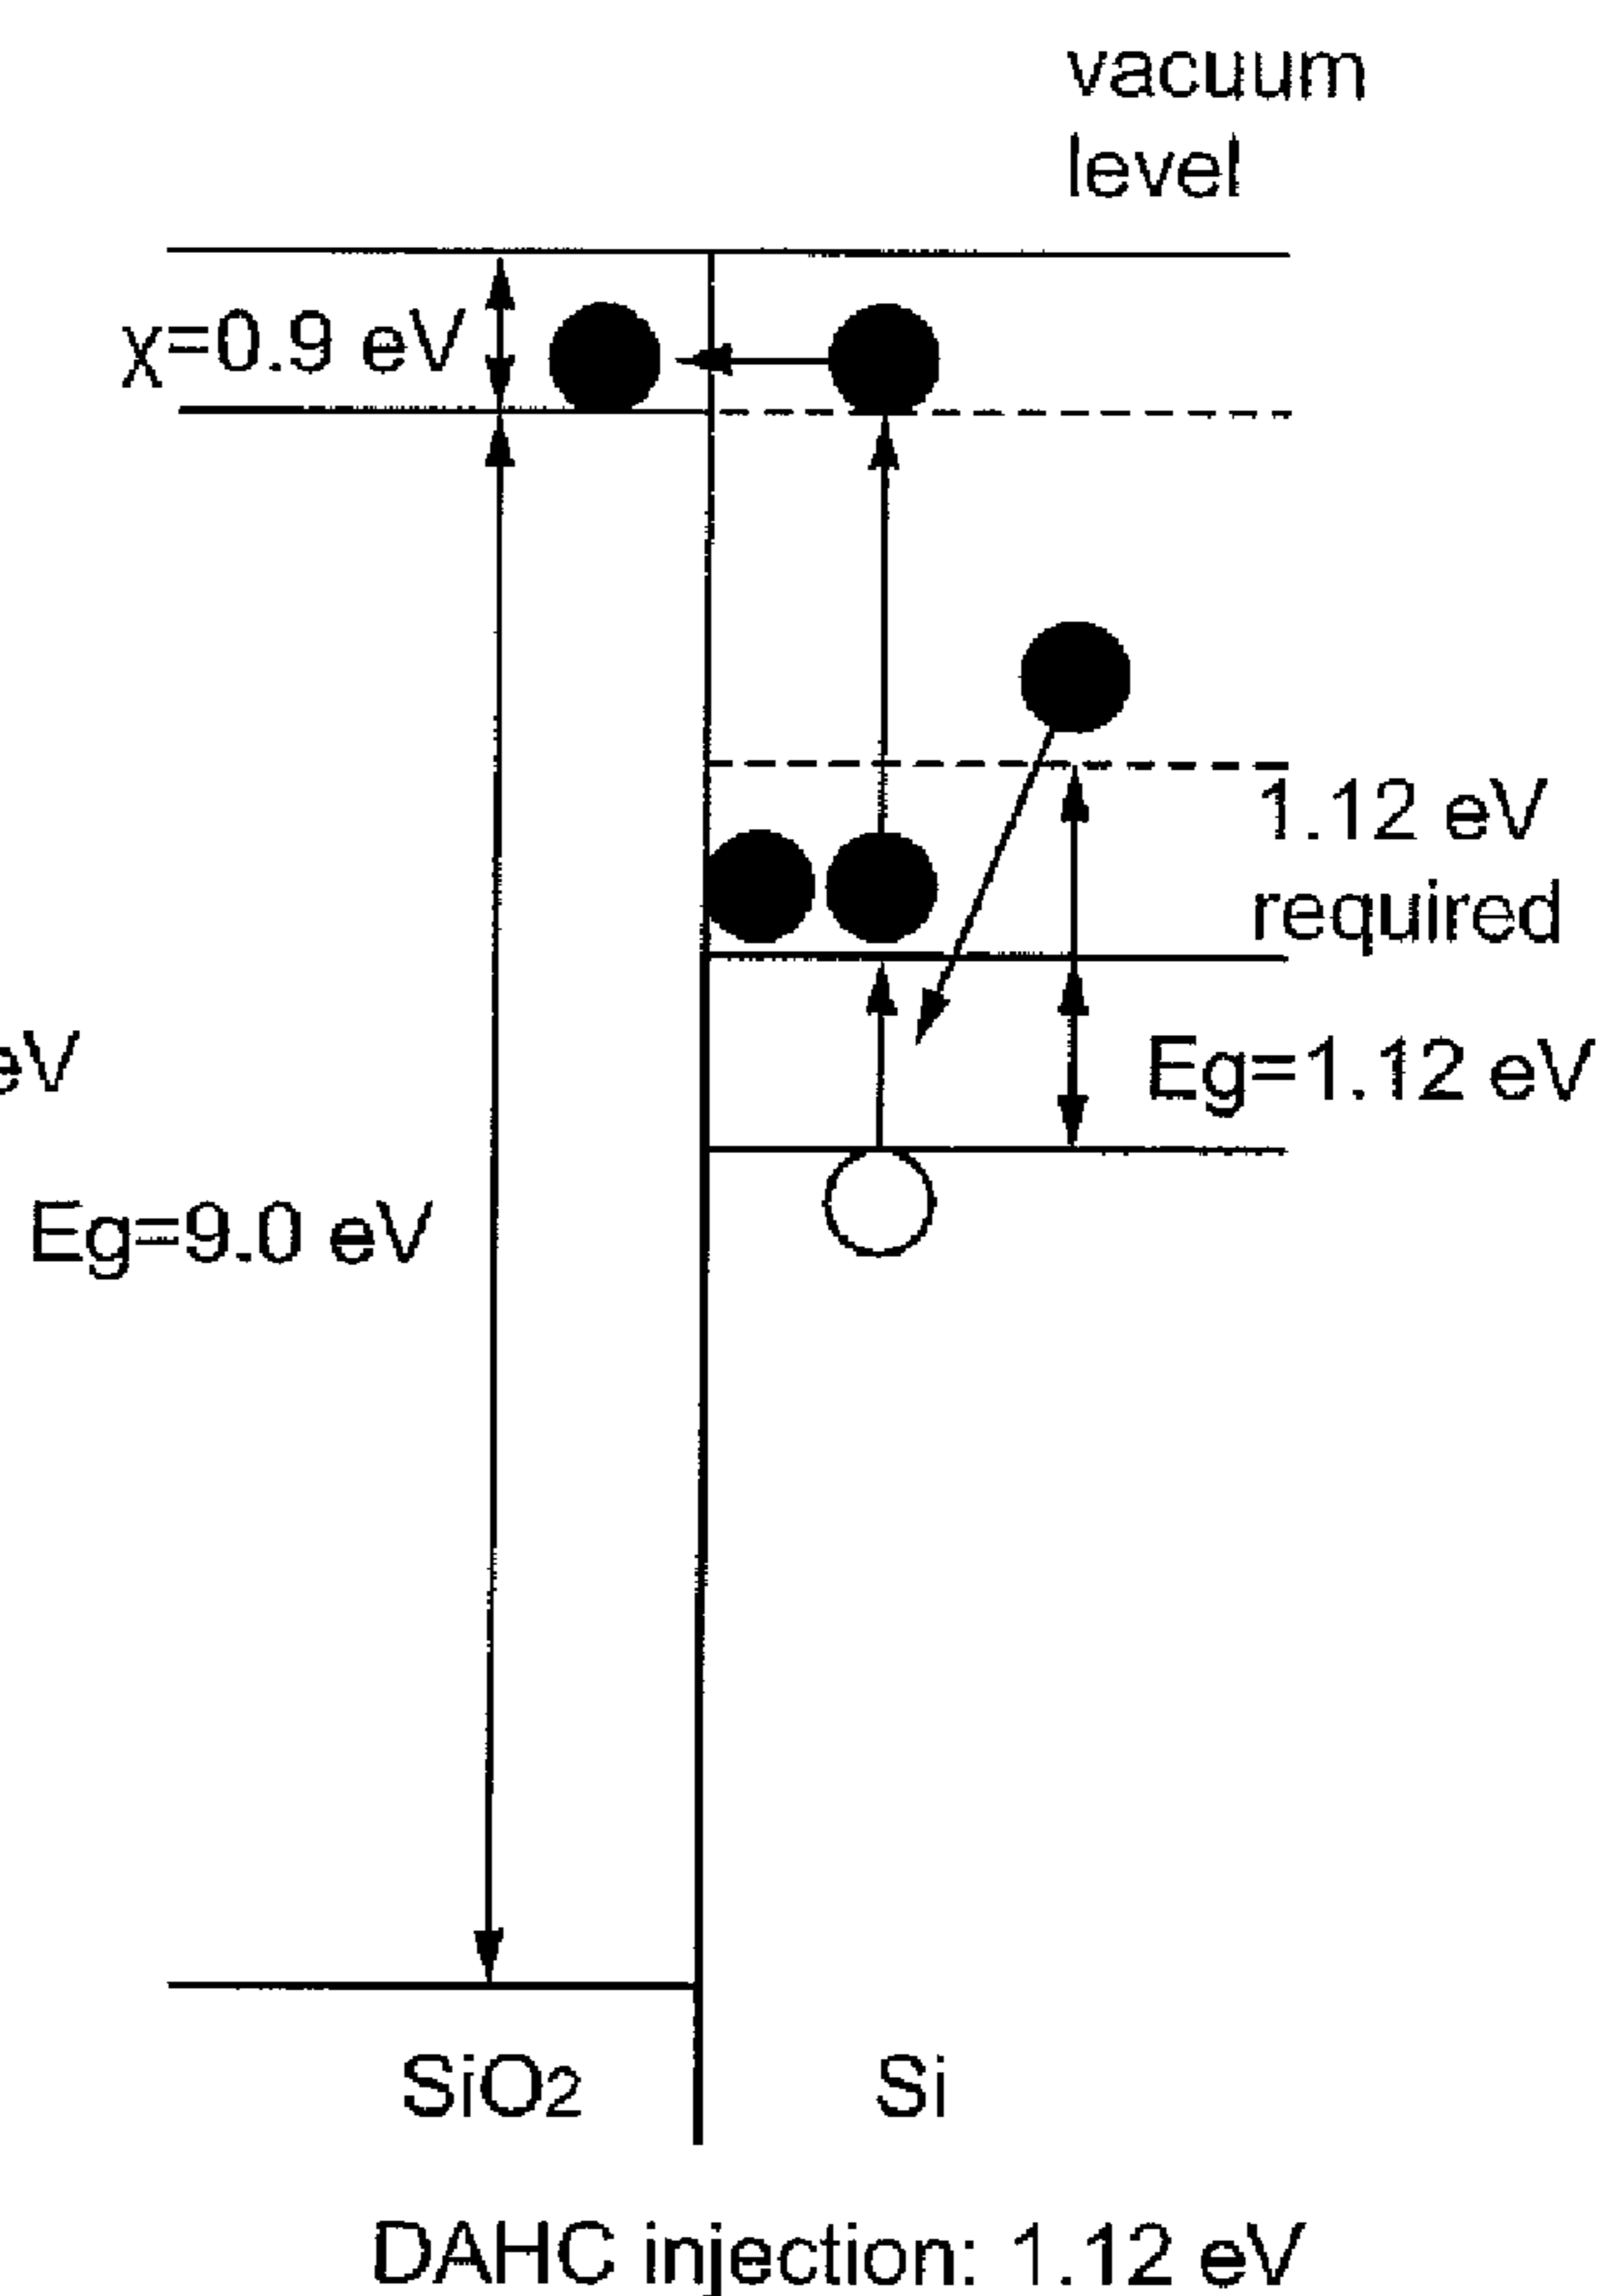 vacuum
level
χ=0.9 eV
1.12 eV
required
eV
Eg=1.12 eV
Eg=9.0 eV
SiO2
Si
DAHC injection: 1.12 eV